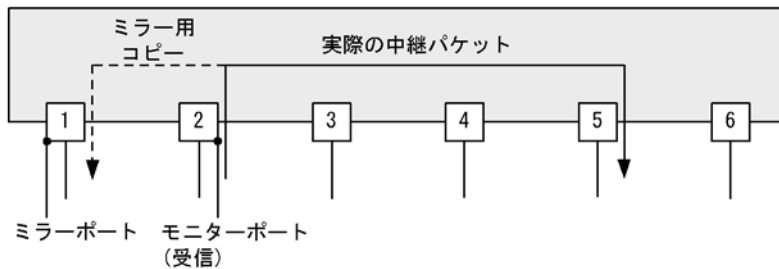 ミラー用
コピー
実際の中継パケット
1 2 3 4 5 6
ミラーポート
モニターポート
(受信)